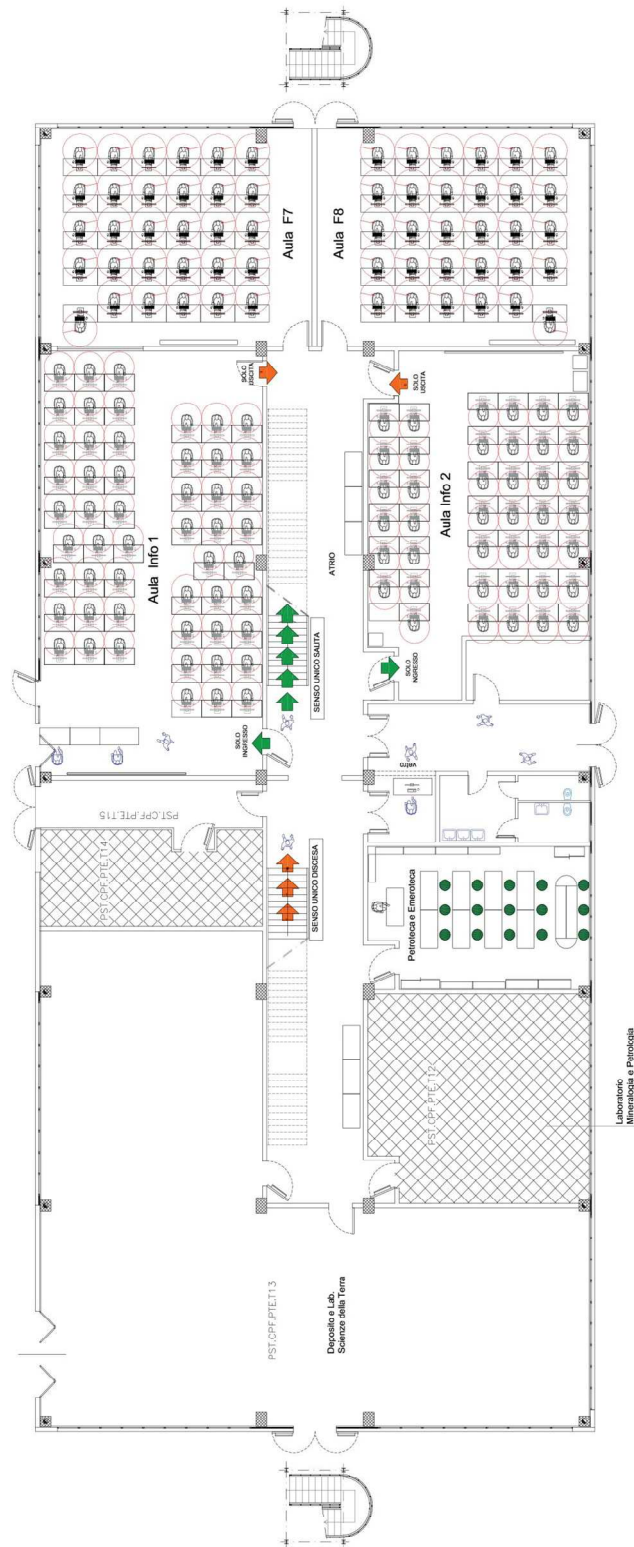 Aula F7
Aula F8
SOLO
USCITA
SOLO
USCITA
Aula Info 1
Aula Info 2
ATRIO
SENSO UNICO SALITA
SOLO
INGRESSO
SOLO
INGRESSO
PST.CPF.PTE.T15
PST.CPF.PTE.T14
SENSO UNICO DISCESA
Petroteca e Emeroteca
PST.CPF.PTE.T12
Laboratorio
Mineralogia e Petrologia
PST.CPF.PTE.T13
Deposito e Lab.
Scienze della Terra